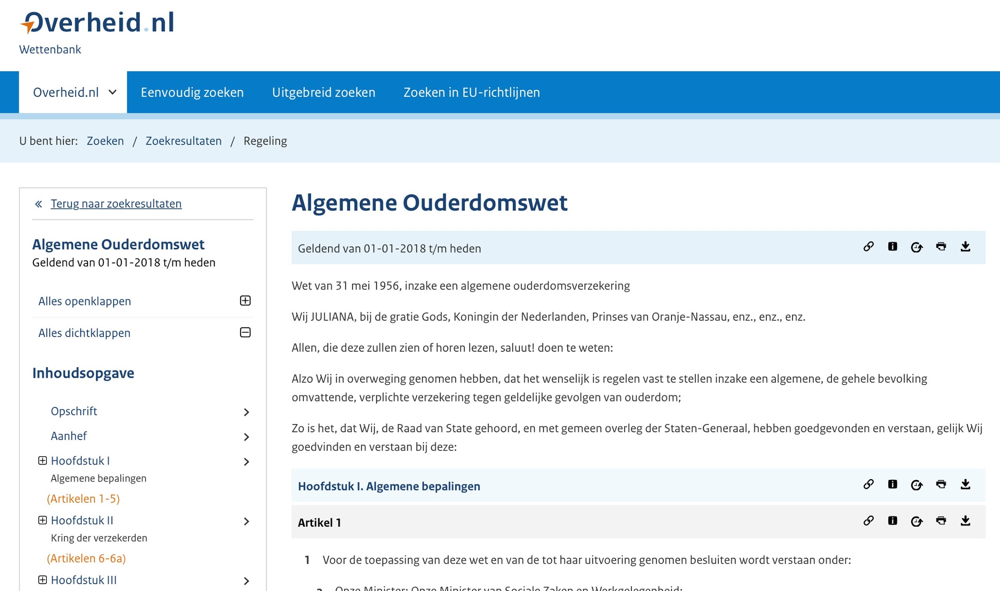 Overheid.nl
Wettenbank
Overheid.nl
Eenvoudig zoeken
Uitgebreid zoeken
Zoeken in EU-richtlijnen
U bent hier: Zoeken / Zoekresultaten / Regeling
« Terug naar zoekresultaten
Algemene Ouderdomswet
Geldend van 01-01-2018 t/m heden
Alles openklappen
Alles dichtklappen
Inhoudsopgave
Opschrift
Aanhef
Hoofdstuk I
Algemene bepalingen
(Artikelen 1-5)
Hoofdstuk II
Kring der verzekerden
(Artikelen 6-6a)
Hoofdstuk III
Algemene Ouderdomswet
Geldend van 01-01-2018 t/m heden
Wet van 31 mei 1956, inzake een algemene ouderdomsverzekering
Wij JULIANA, bij de gratie Gods, Koningin der Nederlanden, Prinses van Oranje-Nassau, enz., enz., enz.
Allen, die deze zullen zien of horen lezen, saluut! doen te weten:
Alzo Wij in overweging genomen hebben, dat het wenselijk is regelen vast te stellen inzake een algemene, de gehele bevolking
omvattende, verplichte verzekering tegen geldelijke gevolgen van ouderdom;
Zo is het, dat Wij, de Raad van State gehoord, en met gemeen overleg der Staten-Generaal, hebben goedgevonden en verstaan, gelijk Wij
goedvinden en verstaan bij deze:
Hoofdstuk I. Algemene bepalingen
Artikel 1
1 Voor de toepassing van deze wet en van de tot haar uitvoering genomen besluiten wordt verstaan onder:
a Onze Minister: Onze Minister van Sociale Zaken en Werkgelegenheid;